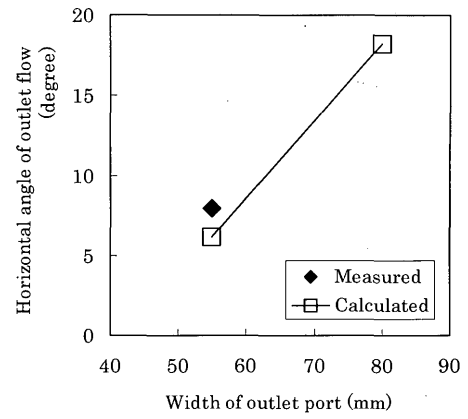 Horizontal angle of outlet flow
(degree)
20
15
10
5
0
40
50
60
70
80
90
Width of outlet port (mm)
Measured
Calculated